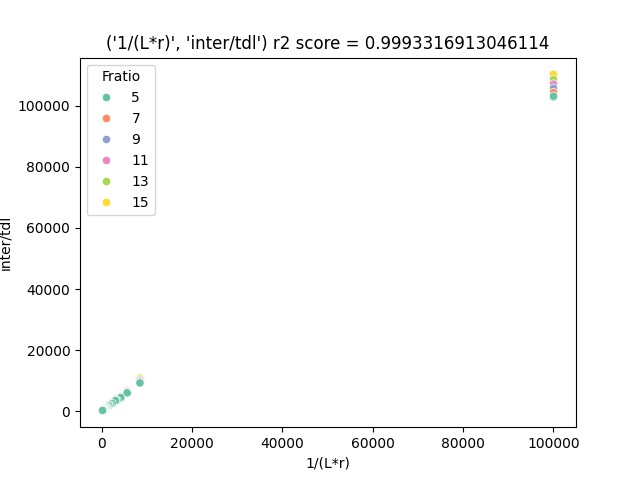 ('1/(L*r)', 'inter/tdl') r2 score = 0.9993316913046114
Fratio
5
7
9
11
13
15
100000
80000
60000
40000
20000
0
inter/tdl
0 20000 40000 60000 80000 100000
1/(L*r)